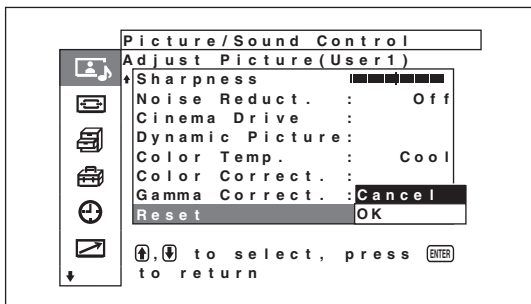 Picture/Sound Control
Adjust Picture(User1)
Sharpness
Noise Reduct. : Off
Cinema Drive :
Dynamic Picture:
Color Temp. : Cool
Color Correct. :
Gamma Correct. : Cancel
Reset OK
, to select, press ENTER
to return